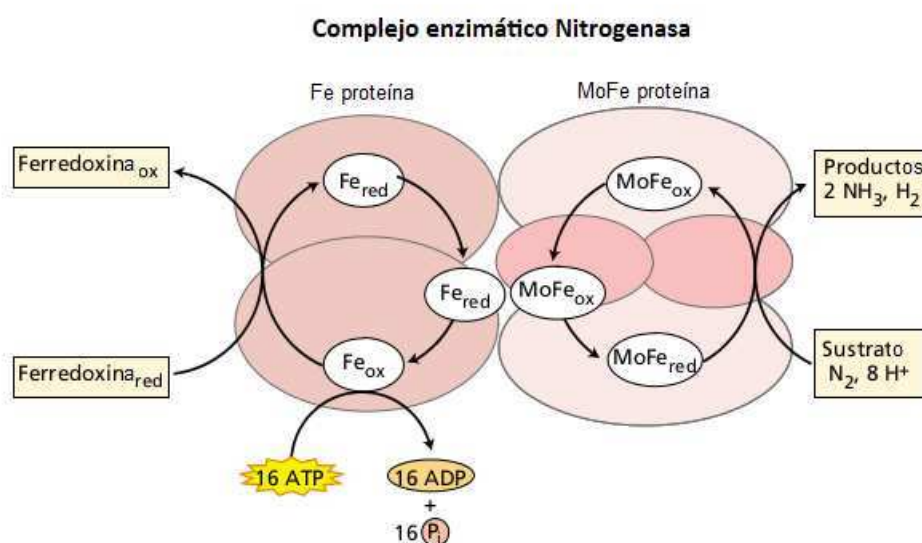 Complejo enzimático Nitrogenasa
Fe proteína
MoFe proteína
Ferredoxina ox
Fe red
MoFe ox
Productos
2 NH₃, H₂
Fe red
MoFe ox
Ferredoxina red
Fe ox
MoFe red
Sustrato
N₂, 8 H⁺
16 ATP
16 ADP
+
16 Pi